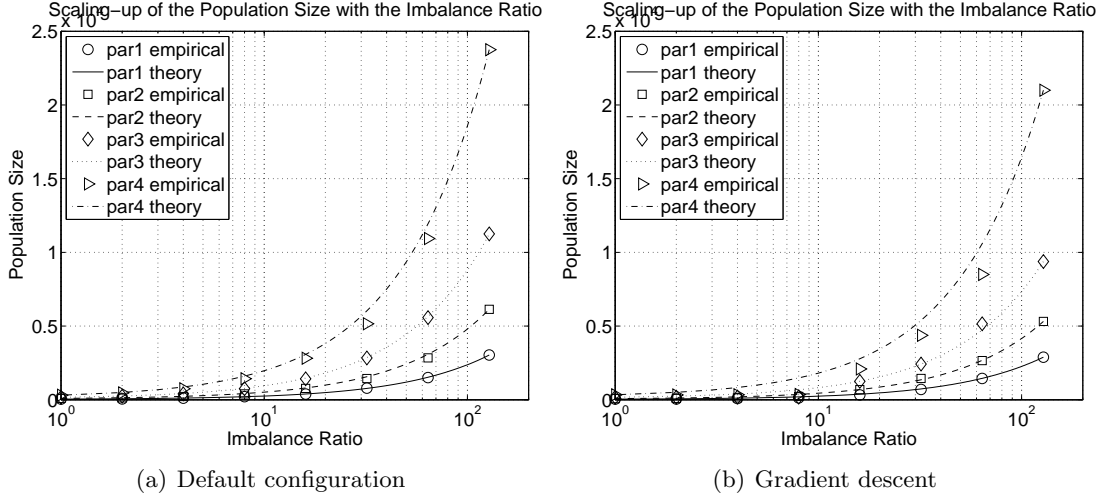 Scaling−up of the Population Size with the Imbalance Ratio
x 10^4
2.5
2
1.5
1
0.5
0
10^0
10^1
10^2
Population Size
Imbalance Ratio
par1 empirical
par1 theory
par2 empirical
par2 theory
par3 empirical
par3 theory
par4 empirical
par4 theory
(a) Default configuration
Scaling−up of the Population Size with the Imbalance Ratio
x 10^4
2.5
2
1.5
1
0.5
0
10^0
10^1
10^2
Population Size
Imbalance Ratio
par1 empirical
par1 theory
par2 empirical
par2 theory
par3 empirical
par3 theory
par4 empirical
par4 theory
(b) Gradient descent